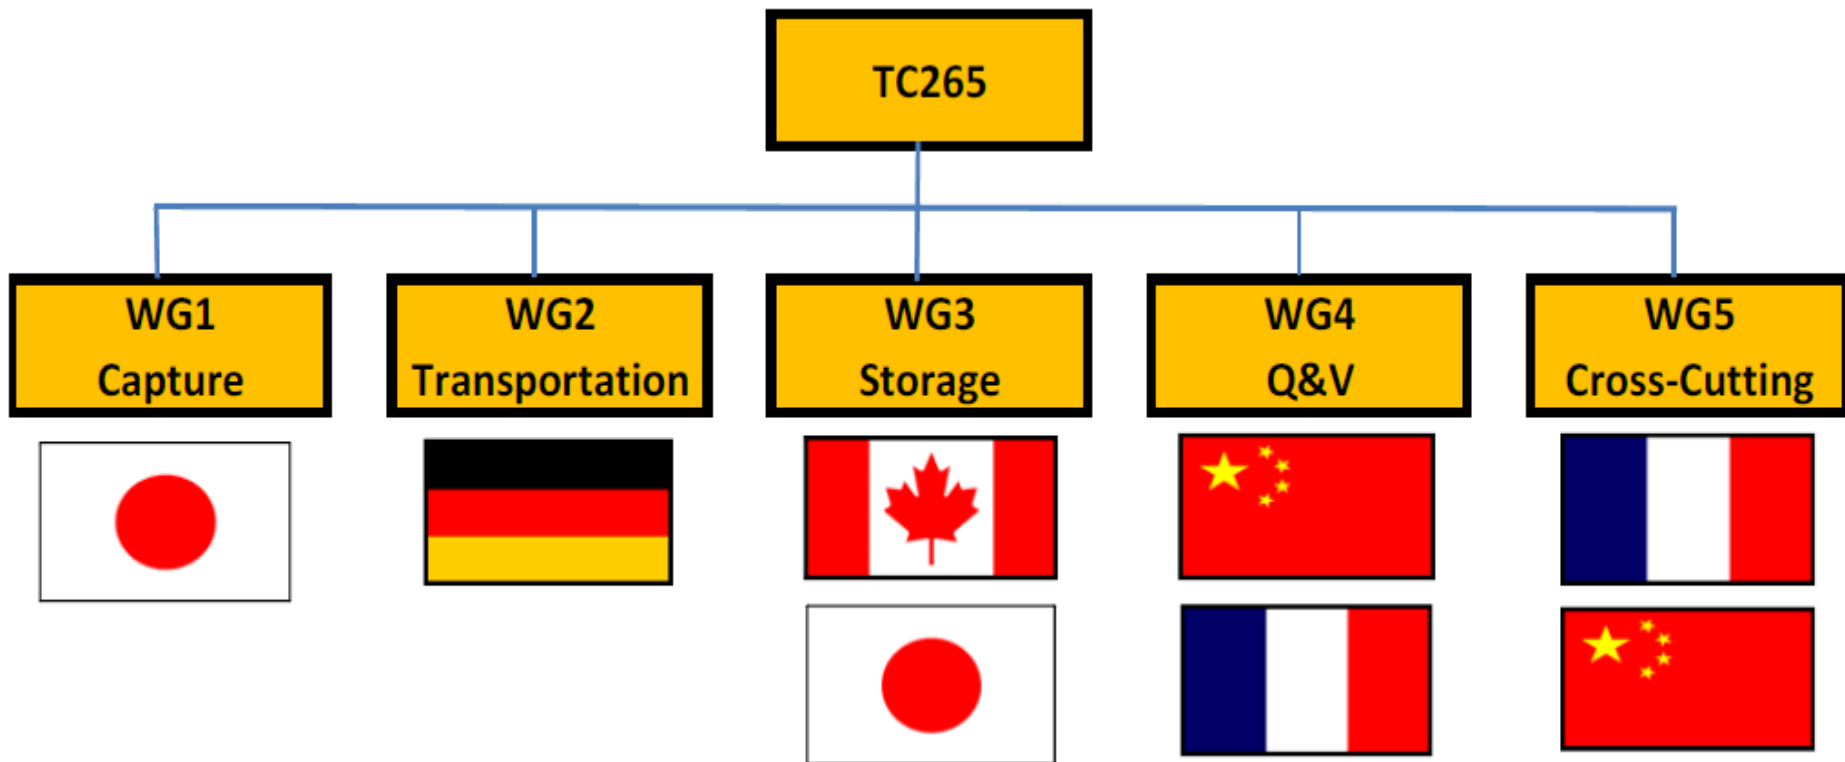 TC265
WG1
Capture
WG2
Transportation
WG3
Storage
WG4
Q&V
WG5
Cross-Cutting